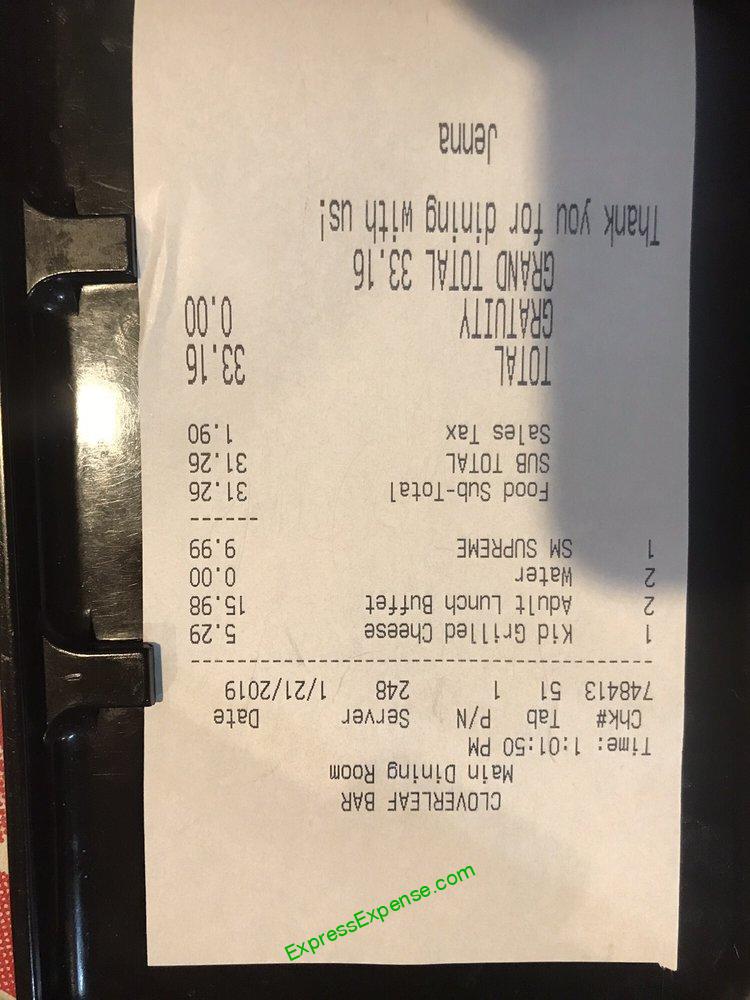 CLOVERLEAF BAR
Main Dining Room
Time: 1:01:50 PM
Chk# Tab P/N Server Date
748413 51 1 248 1/21/2019
--------------------------------------------
1 Kid Grilled Cheese 5.29
2 Adult Lunch Buffet 15.98
2 Water 0.00
1 SM SUPREME 9.99
------
Food Sub-Total 31.26
SUB TOTAL 31.26
Sales Tax 1.90
TOTAL 33.16
GRATUITY 0.00
GRAND TOTAL 33.16
Thank you for dining with us!
Jenna
ExpressExpense.com